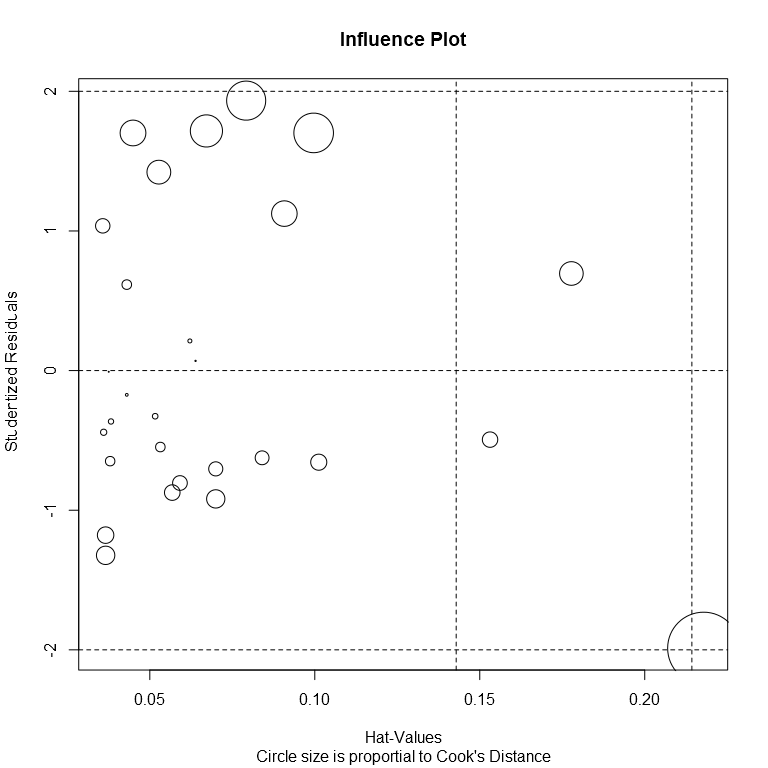 Influence Plot
2
1
0
-1
-2
Studentized Residuals
0.05 0.10 0.15 0.20
Hat-Values
Circle size is proportial to Cook's Distance